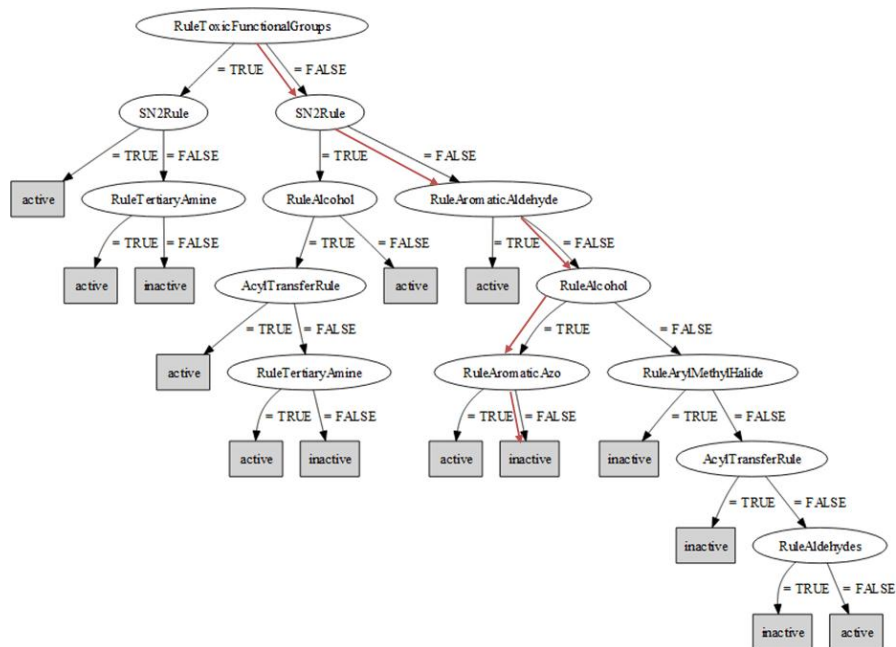 RuleToxicFunctionalGroups
= TRUE
= FALSE
SN2Rule
SN2Rule
= TRUE
= FALSE
= TRUE
= FALSE
active
RuleTertiaryAmine
RuleAlcohol
RuleAromaticAldehyde
= TRUE
= FALSE
= TRUE
= FALSE
= TRUE
= FALSE
active
inactive
AcylTransferRule
active
active
RuleAlcohol
= TRUE
= FALSE
= TRUE
= FALSE
active
RuleTertiaryAmine
RuleAromaticAzo
RuleArylMethylHalide
= TRUE
= FALSE
= TRUE
= FALSE
= TRUE
= FALSE
active
inactive
active
inactive
inactive
AcylTransferRule
= TRUE
= FALSE
inactive
RuleAldehydes
= TRUE
= FALSE
inactive
active